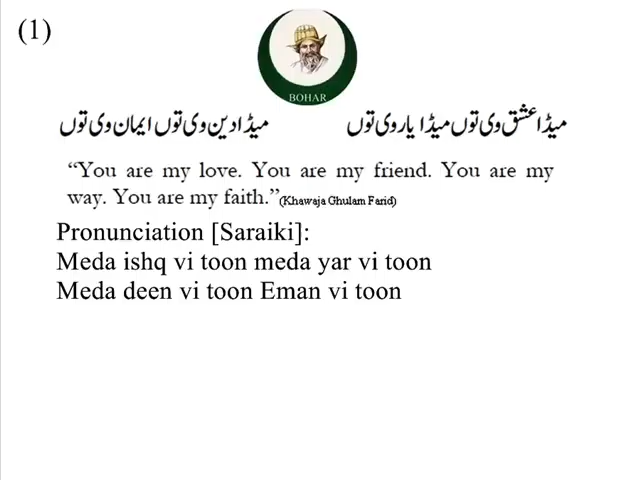 (1)
BOHAR
میڈا عشق وی توں میڈا یار وی توں میڈا دین وی توں ایمان وی توں
“You are my love. You are my friend. You are my
way. You are my faith.”(Khawaja Ghulam Farid)
Pronunciation [Saraiki]:
Meda ishq vi toon meda yar vi toon
Meda deen vi toon Eman vi toon